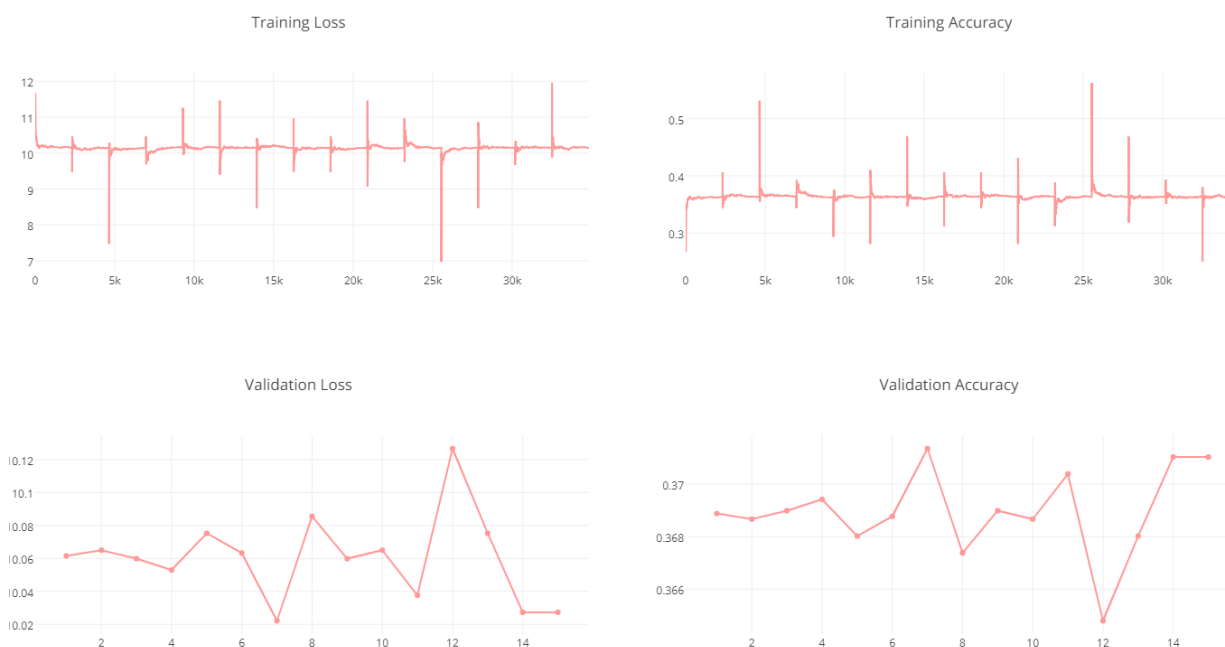 Training Loss
Training Accuracy
12
11
10
9
8
7
0 5k 10k 15k 20k 25k 30k
0.5
0.4
0.3
0 5k 10k 15k 20k 25k 30k
Validation Loss
Validation Accuracy
10.12
10.1
10.08
10.06
10.04
10.02
2 4 6 8 10 12 14
0.37
0.368
0.366
2 4 6 8 10 12 14